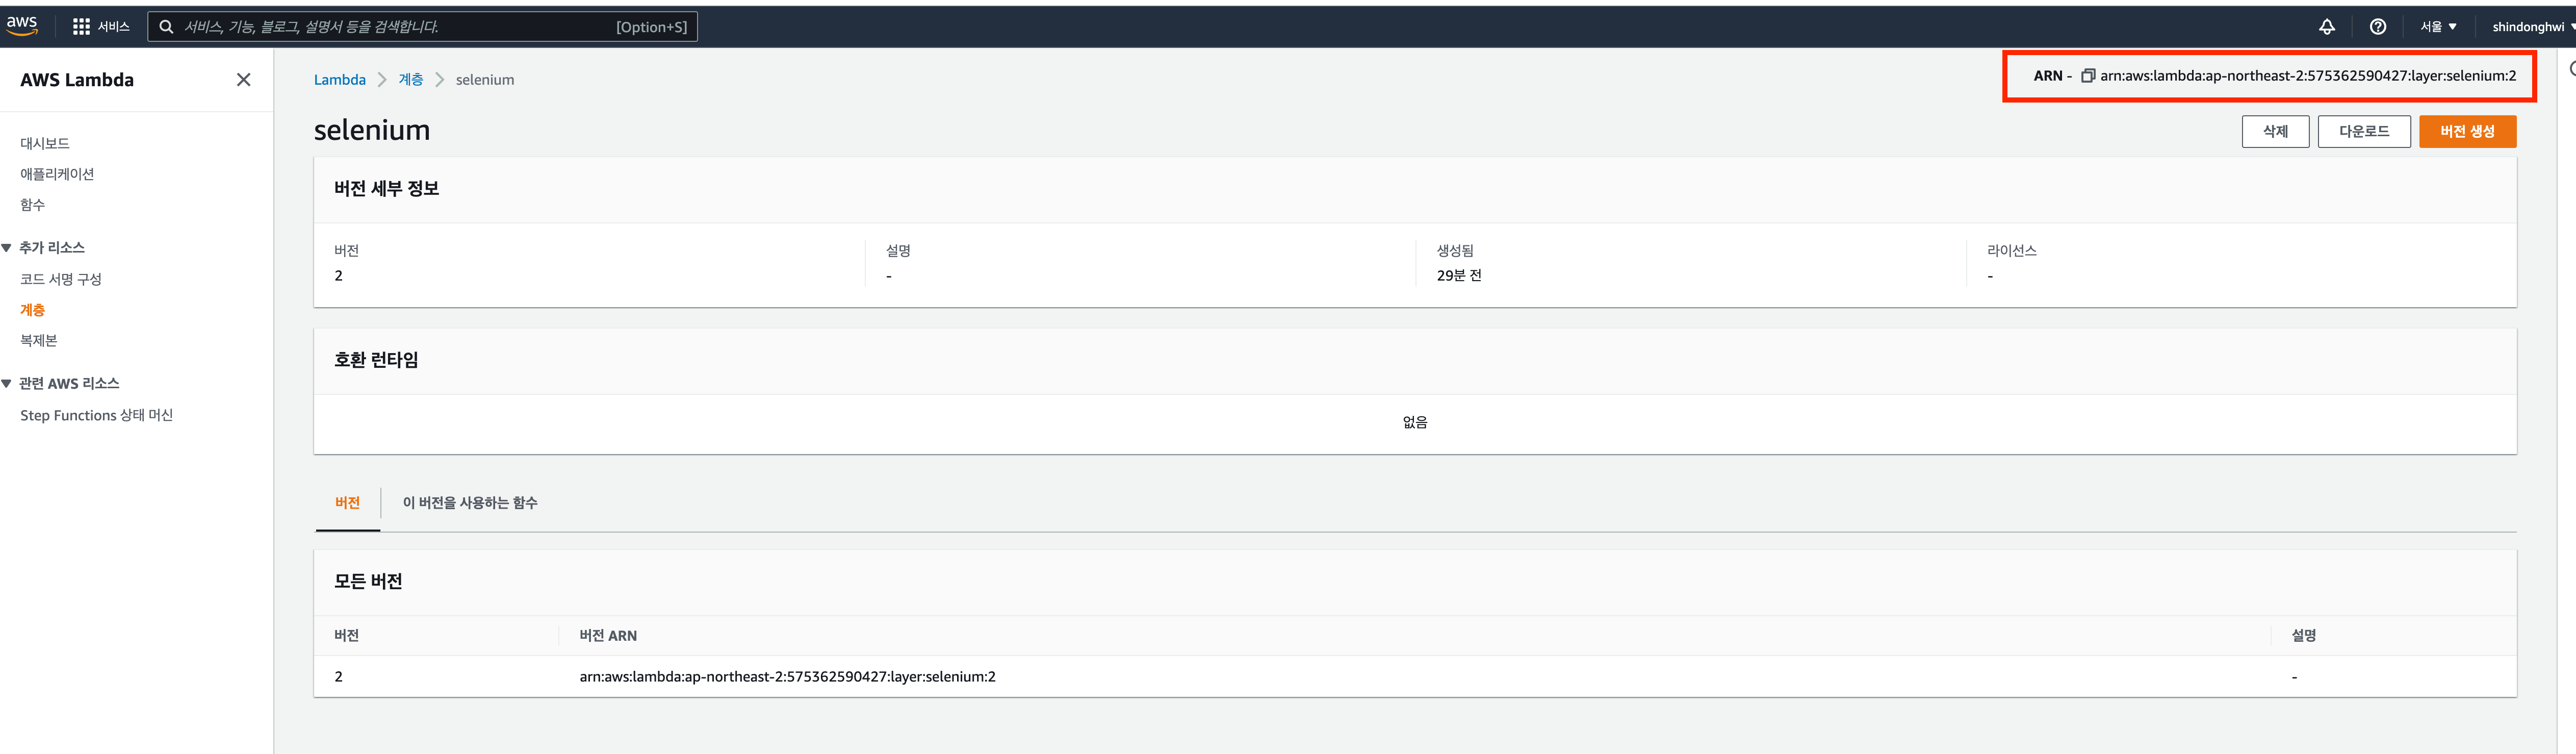 aws 서비스 서비스, 기능, 블로그, 설명서 등을 검색합니다. [Option+S] 서울 ▼ shindonghwi
AWS Lambda
대시보드
애플리케이션
함수
▼ 추가 리소스
코드 서명 구성
계층
복제본
▼ 관련 AWS 리소스
Step Functions 상태 머신
Lambda > 계층 > selenium
ARN - arn:aws:lambda:ap-northeast-2:575362590427:layer:selenium:2
selenium
삭제 다운로드 버전 생성
버전 세부 정보
버전 설명 생성됨 라이선스
2 - 29분 전 -
호환 런타임
없음
버전 이 버전을 사용하는 함수
모든 버전
버전 버전 ARN 설명
2 arn:aws:lambda:ap-northeast-2:575362590427:layer:selenium:2 -